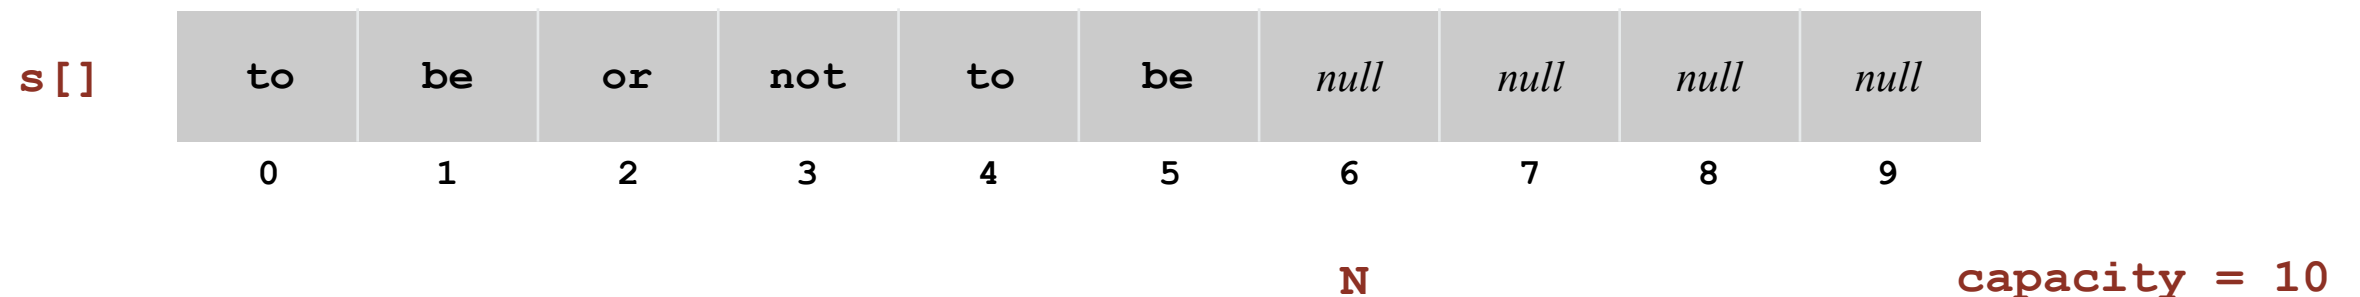 s[] to be or not to be null null null null
0 1 2 3 4 5 6 7 8 9
N capacity = 10